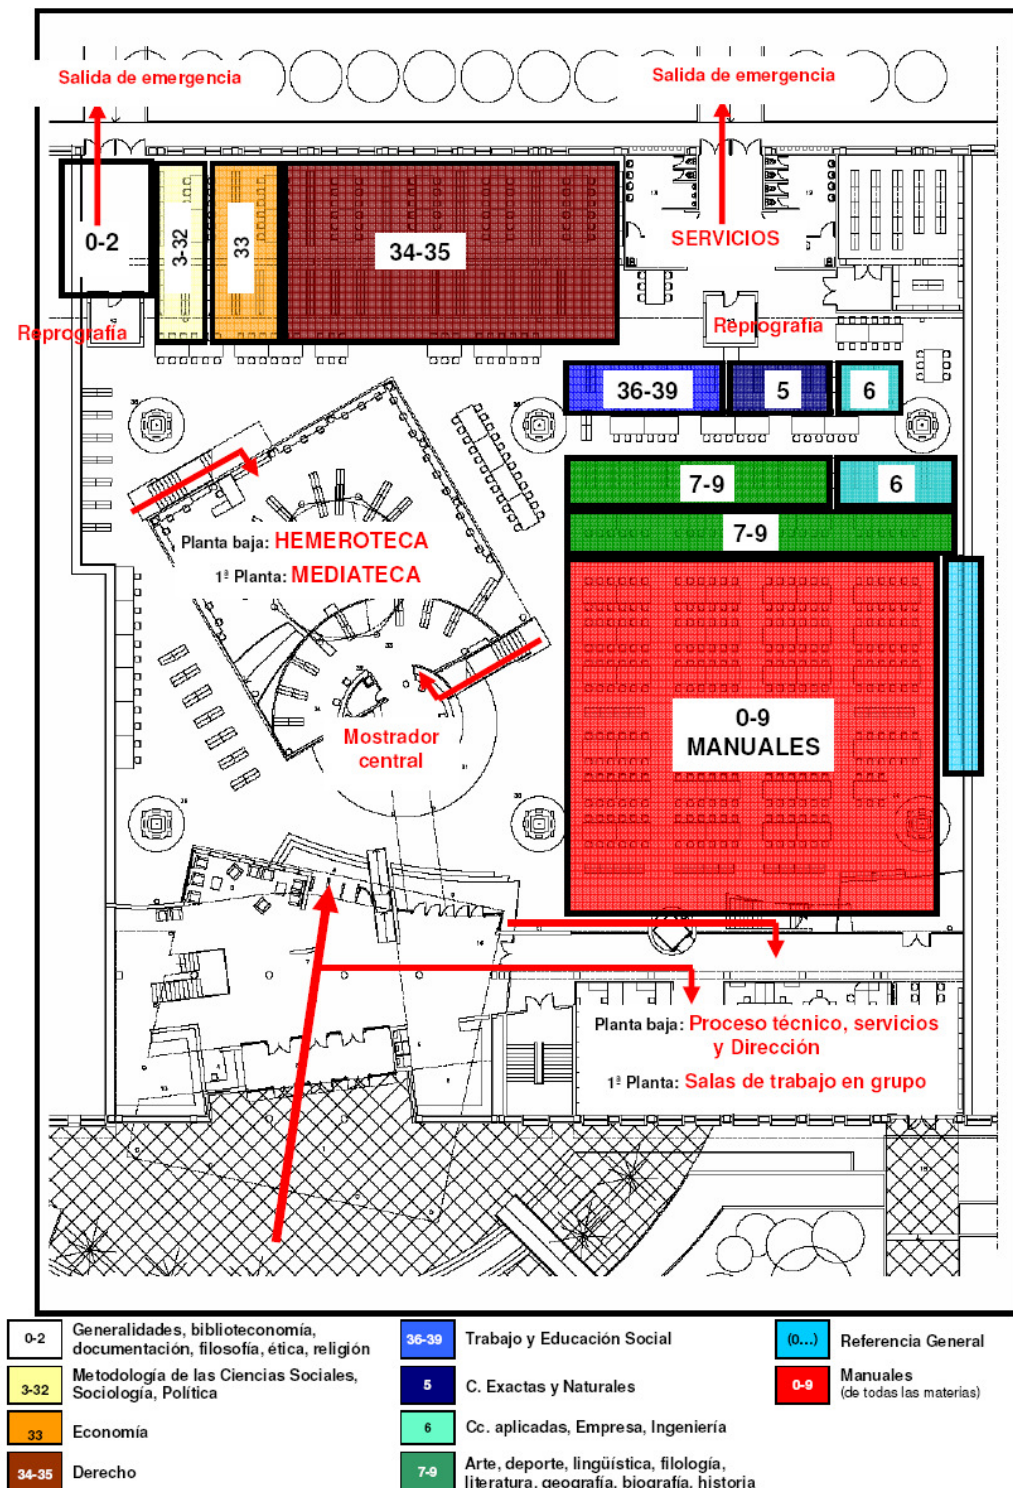 Salida de emergencia
Salida de emergencia
0-2
3-32
33
34-35
SERVICIOS
Reprografía
Reprografia
36-39
5
6
7-9
6
7-9
Planta baja: HEMEROTECA
1ª Planta: MEDIATECA
0-9
MANUALES
Mostrador
central
Planta baja: Proceso técnico, servicios
y Dirección
1ª Planta: Salas de trabajo en grupo
0-2 Generalidades, biblioteconomía,
documentación, filosofía, ética, religión
3-32 Metodología de las Ciencias Sociales,
Sociología, Política
33 Economía
34-35 Derecho
36-39 Trabajo y Educación Social
5 C. Exactas y Naturales
6 Cc. aplicadas, Empresa, Ingeniería
7-9 Arte, deporte, lingüística, filología,
literatura, geografía, biografía, historia
(0...) Referencia General
0-9 Manuales
(de todas las materias)